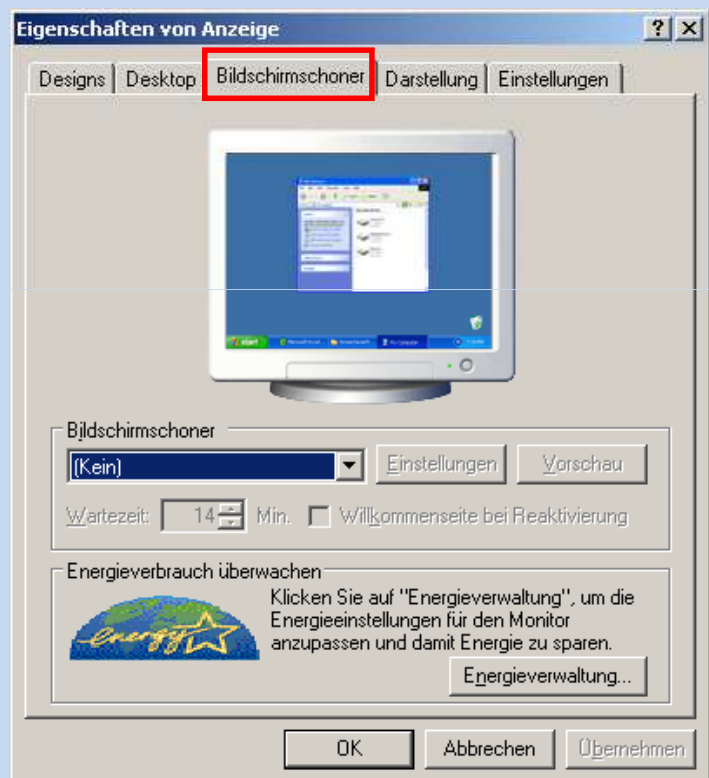 Eigenschaften von Anzeige
Designs Desktop Bildschirmschoner Darstellung Einstellungen
start
Bildschirmschoner
(Kein) Einstellungen Vorschau
Wartezeit: 14 Min. Willkommenseite bei Reaktivierung
Energieverbrauch überwachen
Klicken Sie auf "Energieverwaltung", um die
Energieeinstellungen für den Monitor
anzupassen und damit Energie zu sparen.
energy
Energieverwaltung...
OK Abbrechen Übernehmen